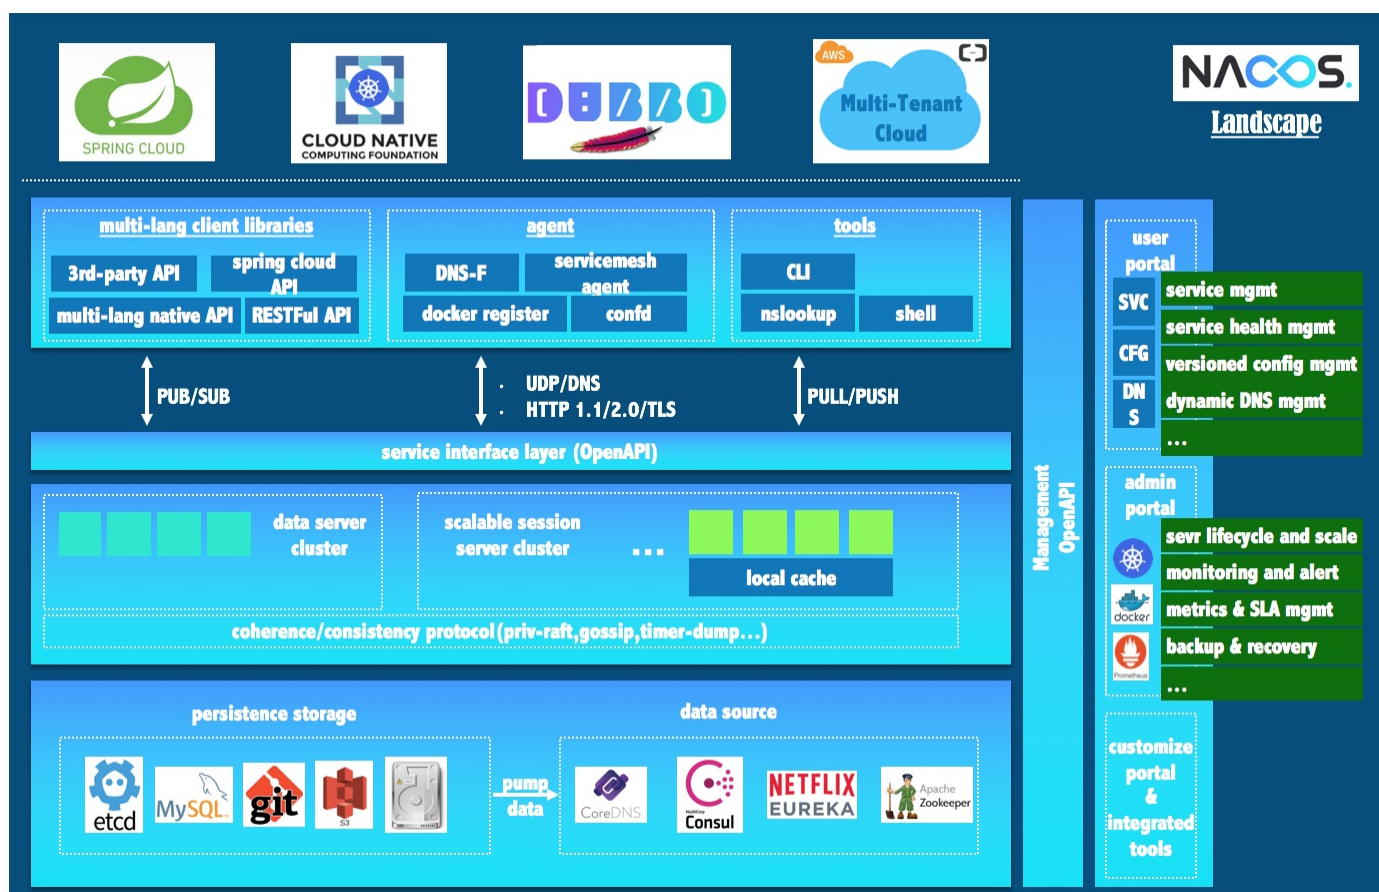 SPRING CLOUD
CLOUD NATIVE
COMPUTING FOUNDATION
DUBBO
AWS
Multi-Tenant
Cloud
NACOS.
Landscape
multi-lang client libraries
3rd-party API
spring cloud
API
multi-lang native API
RESTFul API
agent
DNS-F
servicemesh
agent
docker register
confd
tools
CLI
nslookup
shell
PUB/SUB
· UDP/DNS
· HTTP 1.1/2.0/TLS
PULL/PUSH
service interface layer (OpenAPI)
data server
cluster
scalable session
server cluster
...
local cache
coherence/consistency protocol(priv-raft,gossip,timer-dump...)
persistence storage
etcd
MySQL
git
S3
pump
data
data source
CoreDNS
HashiCorp
Consul
NETFLIX
EUREKA
Apache
Zookeeper
Management
OpenAPI
user
portal
SVC
CFG
DN
S
service mgmt
service health mgmt
versioned config mgmt
dynamic DNS mgmt
...
admin
portal
docker
Prometheus
sevr lifecycle and scale
monitoring and alert
metrics & SLA mgmt
backup & recovery
...
customize
portal
&
integrated
tools